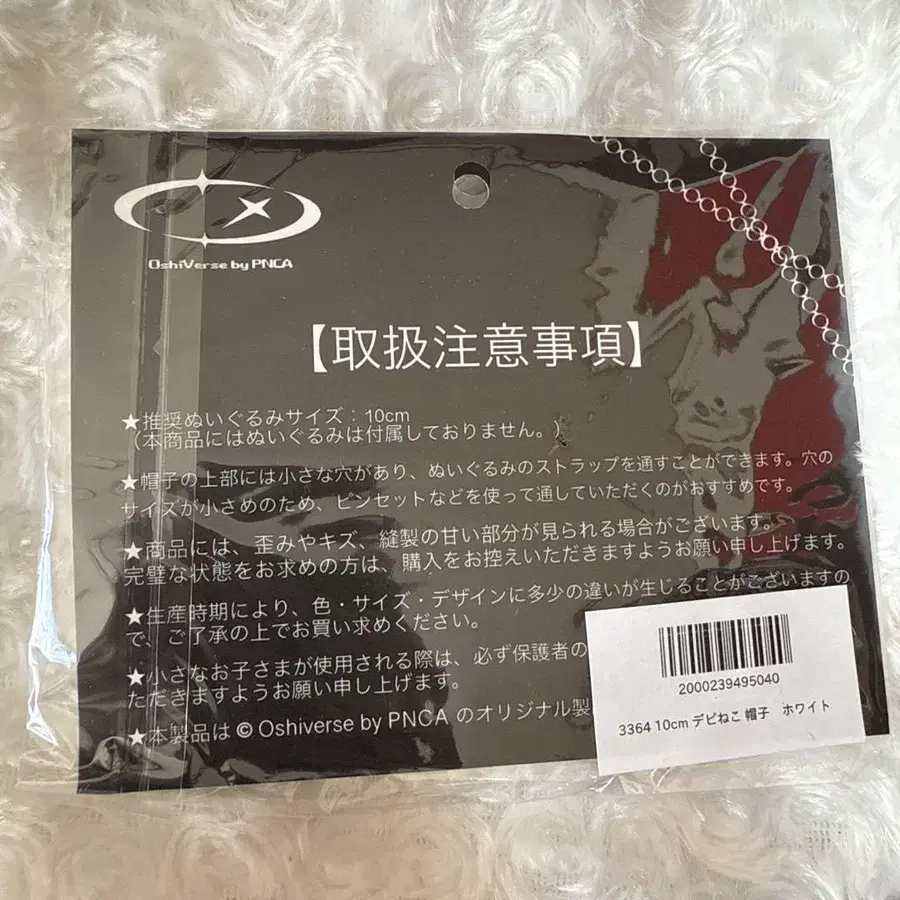 OshiVerse by PNCA
【取扱注意事項】
★推奨ぬいぐるみサイズ：10cm
（本商品にはぬいぐるみは付属しておりません。）
★帽子の上部には小さな穴があり、ぬいぐるみのストラップを通すことができます。穴の
サイズが小さめのため、ピンセットなどを使って通していただくのがおすすめです。
★商品には、歪みやキズ、縫製の甘い部分が見られる場合がございます。
完璧な状態をお求めの方は、購入をお控えいただきますようお願い申し上げます。
★生産時期により、色・サイズ・デザインに多少の違いが生じることがございますの
で、ご了承の上でお買い求めください。
★小さなお子さまが使用される際は、必ず保護者の
ただきますようお願い申し上げます。
★本製品は © Oshiverse by PNCA のオリジナル製
2000239495040
3364 10cm デビねこ 帽子 ホワイト